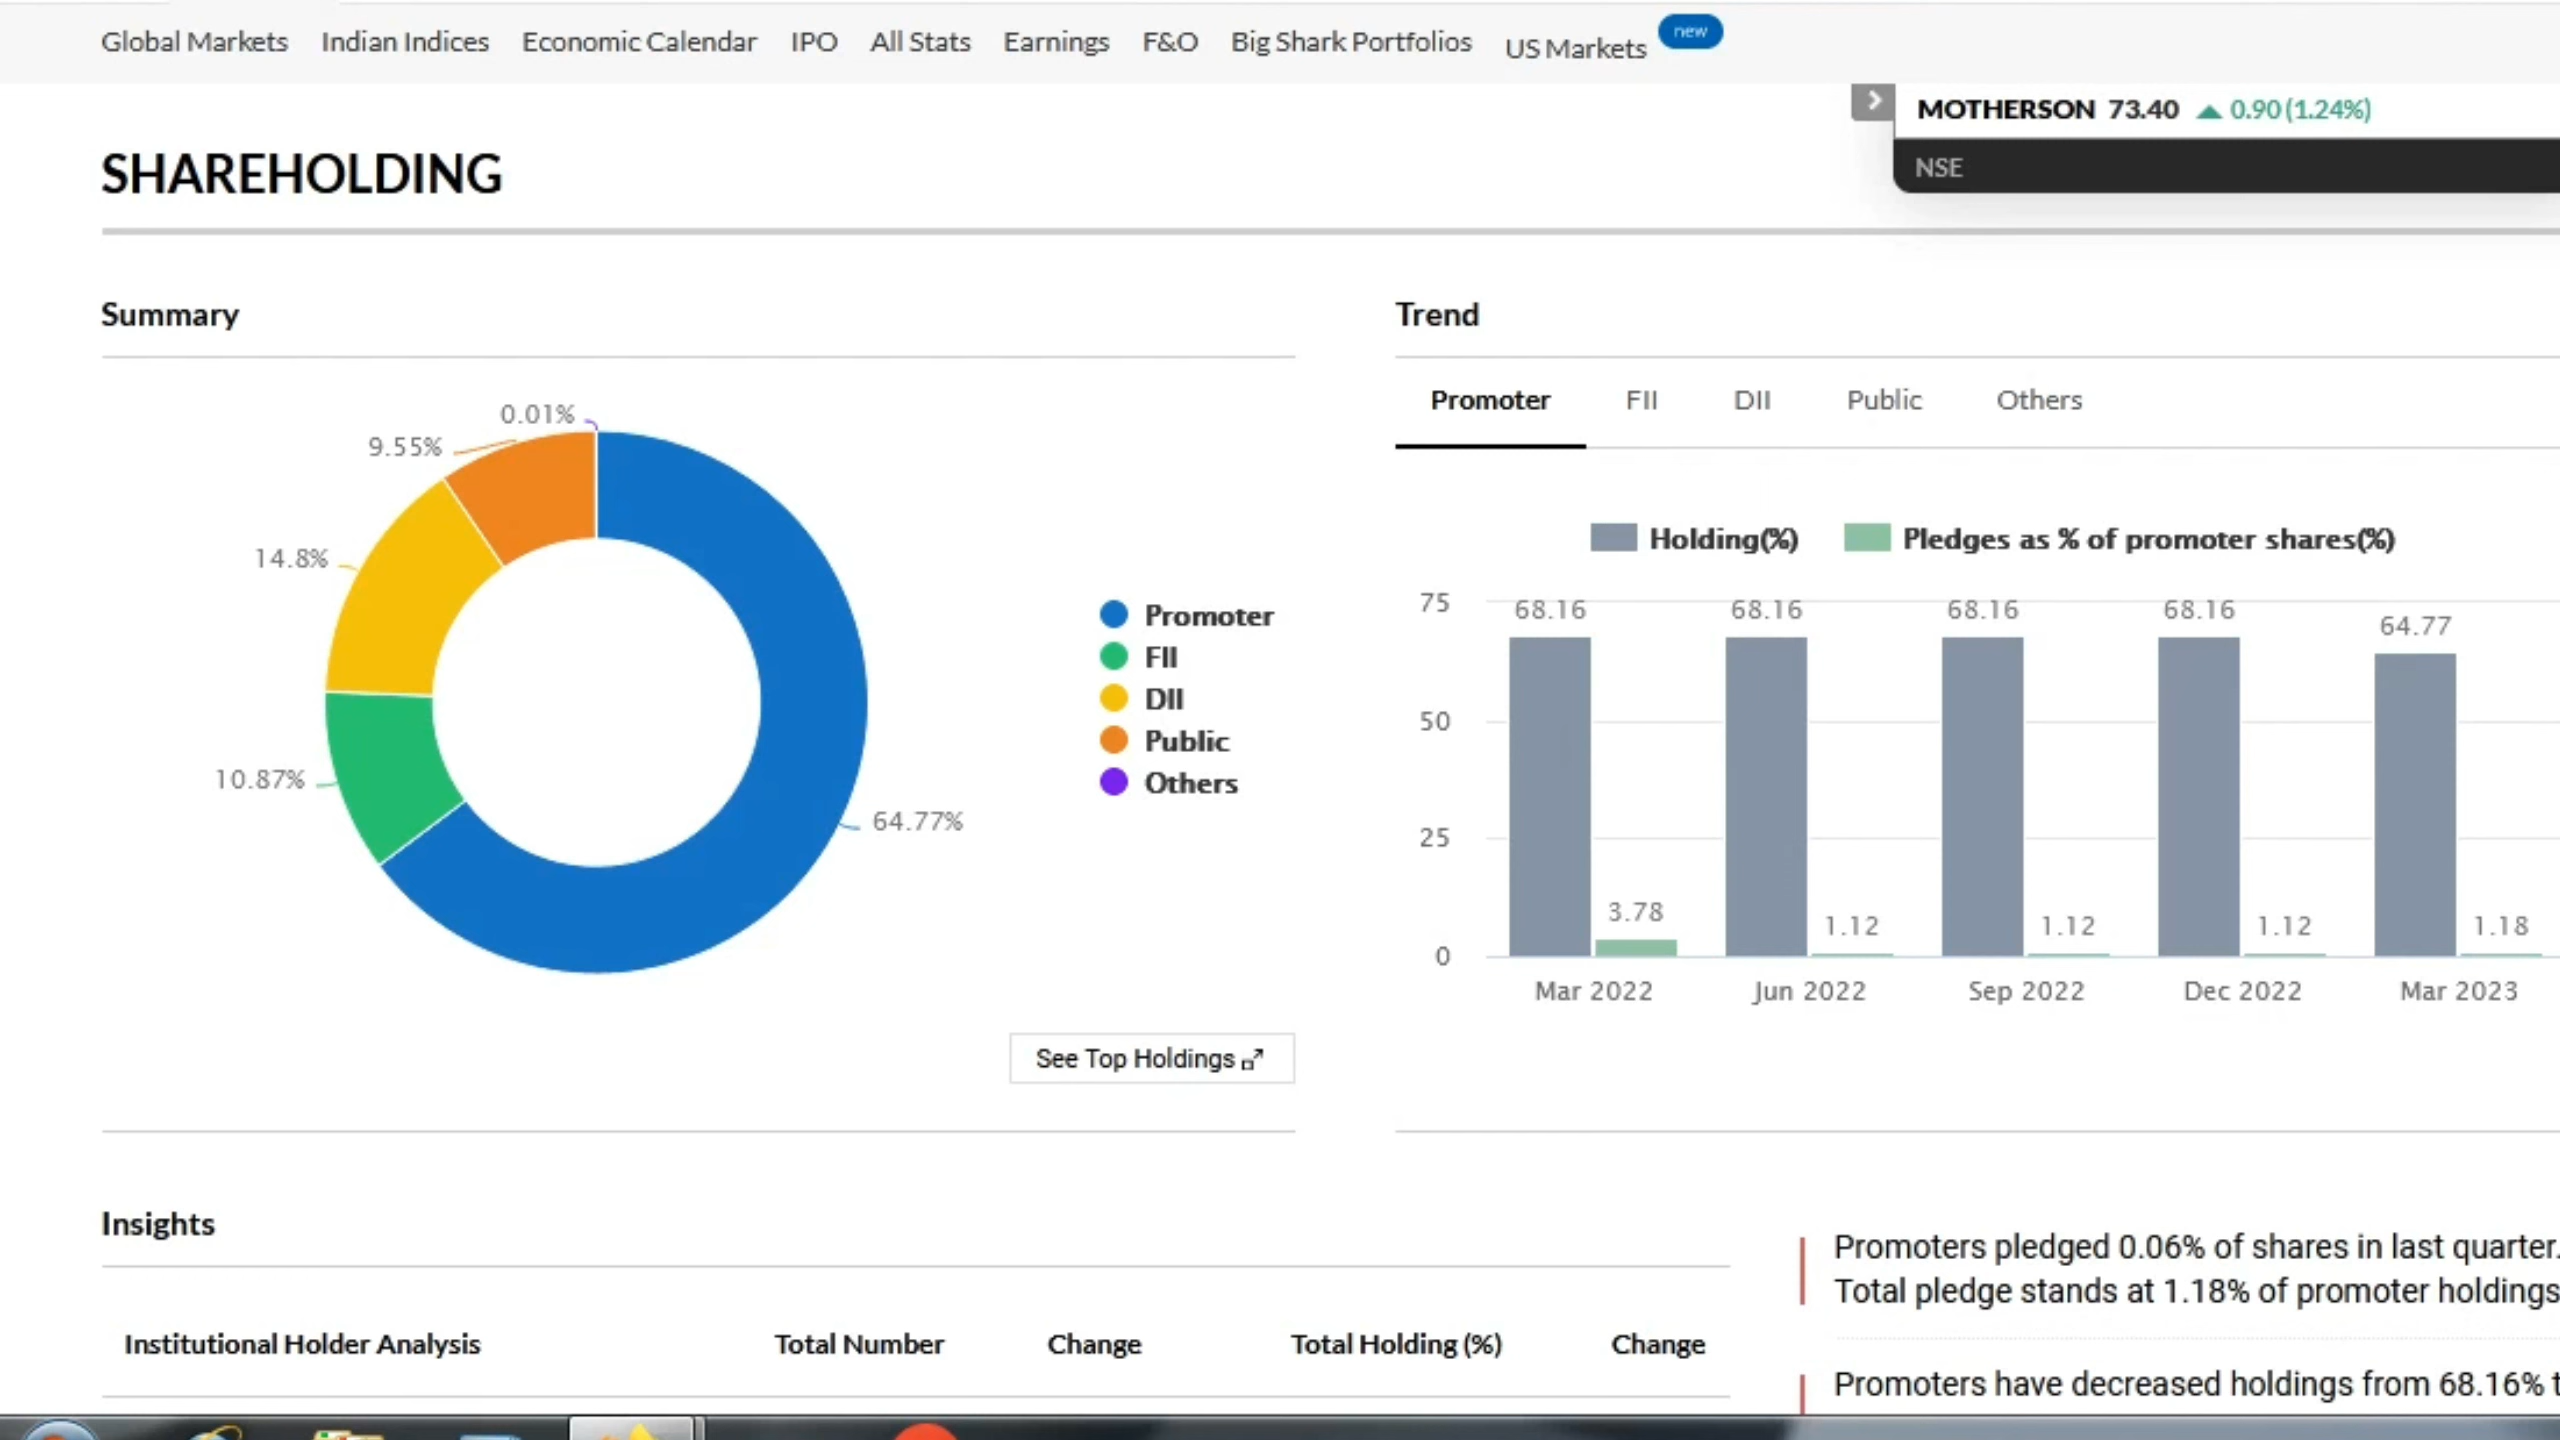 Global Markets Indian Indices Economic Calendar IPO All Stats Earnings F&O Big Shark Portfolios US Markets new
MOTHERSON 73.40 ▲ 0.90 (1.24%)
NSE
SHAREHOLDING
Summary
0.01%
9.55%
14.8%
10.87%
64.77%
Promoter
FII
DII
Public
Others
See Top Holdings
Trend
Promoter FII DII Public Others
Holding(%) Pledges as % of promoter shares(%)
75
50
25
0
68.16 68.16 68.16 68.16 64.77
3.78 1.12 1.12 1.12 1.18
Mar 2022 Jun 2022 Sep 2022 Dec 2022 Mar 2023
Insights
Institutional Holder Analysis Total Number Change Total Holding (%) Change
Promoters pledged 0.06% of shares in last quarter.
Total pledge stands at 1.18% of promoter holdings
Promoters have decreased holdings from 68.16% t